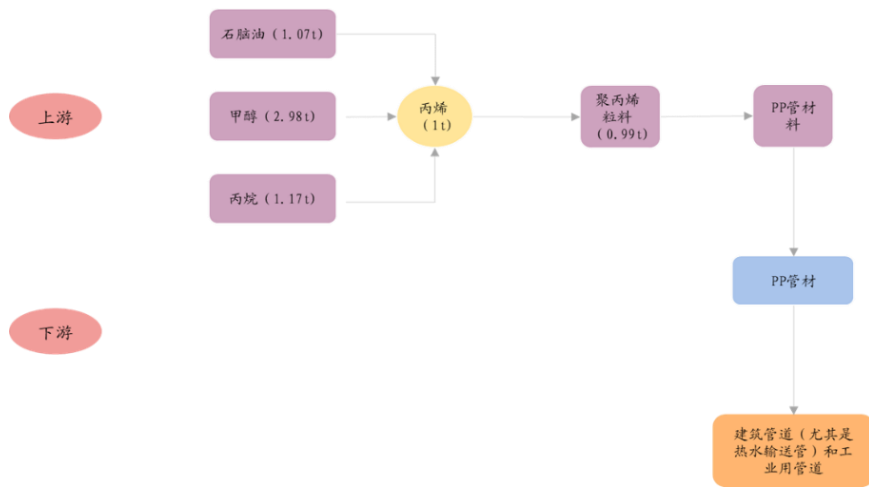 石脑油（1.07t）
上游
甲醇（2.98t）
丙烯
（1t）
聚丙烯
粒料
（0.99t）
PP管材
料
丙烷（1.17t）
PP管材
下游
建筑管道（尤其是
热水输送管）和工
业用管道